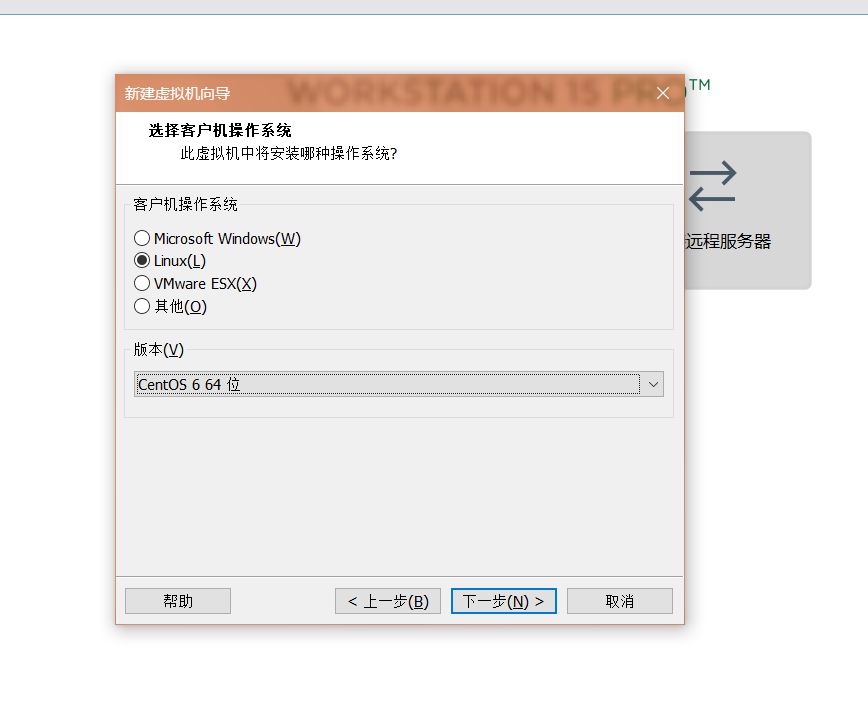 WORKSTATION 15 PRO™
新建虚拟机向导
选择客户机操作系统
此虚拟机中将安装哪种操作系统?
客户机操作系统
Microsoft Windows(W)
Linux(L)
VMware ESX(X)
其他(O)
版本(V)
CentOS 6 64 位
远程服务器
帮助
< 上一步(B)
下一步(N) >
取消